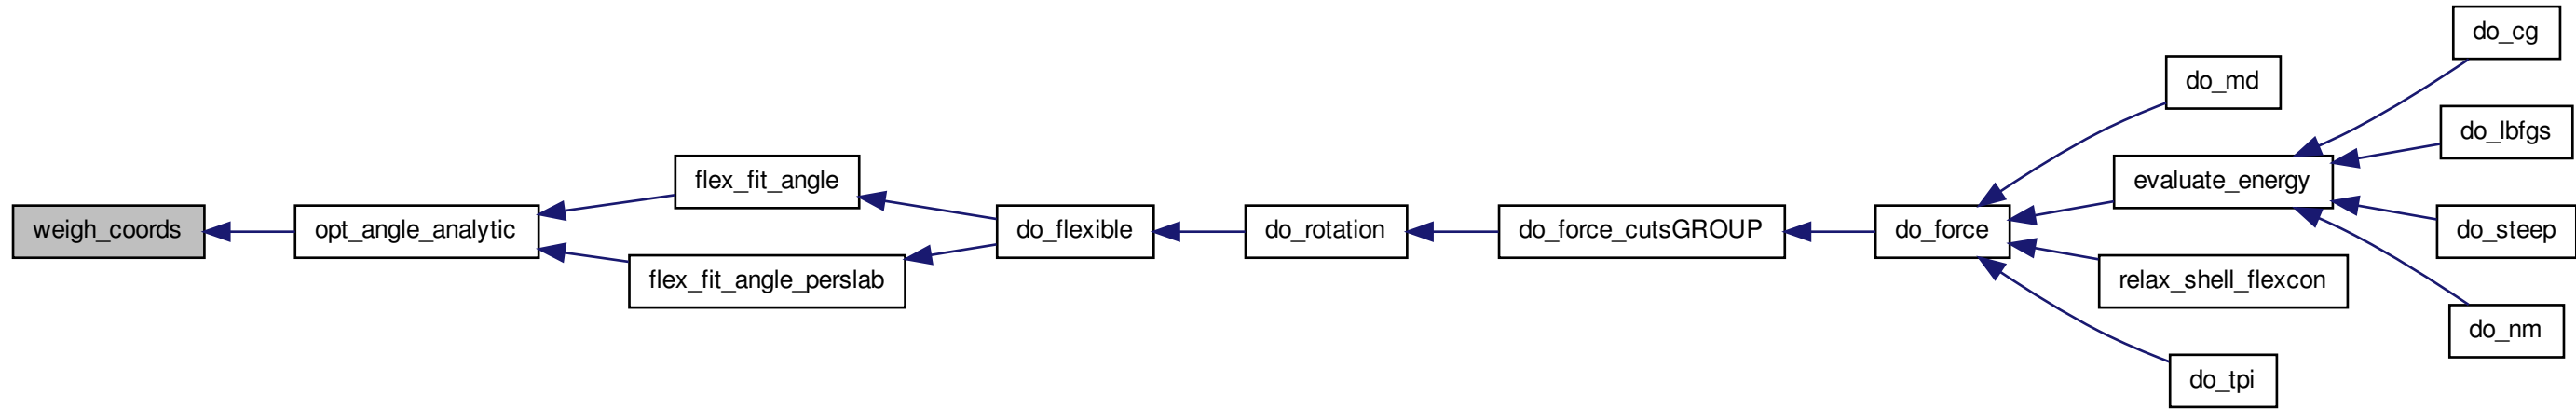 weigh_coords
opt_angle_analytic
flex_fit_angle
flex_fit_angle_perslab
do_flexible
do_rotation
do_force_cutsGROUP
do_force
do_md
evaluate_energy
relax_shell_flexcon
do_tpi
do_cg
do_lbfgs
do_steep
do_nm